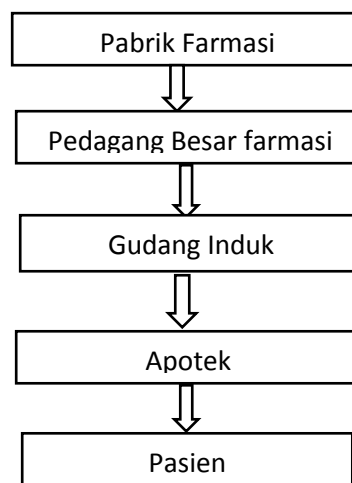 Pabrik Farmasi
Pedagang Besar farmasi
Gudang Induk
Apotek
Pasien